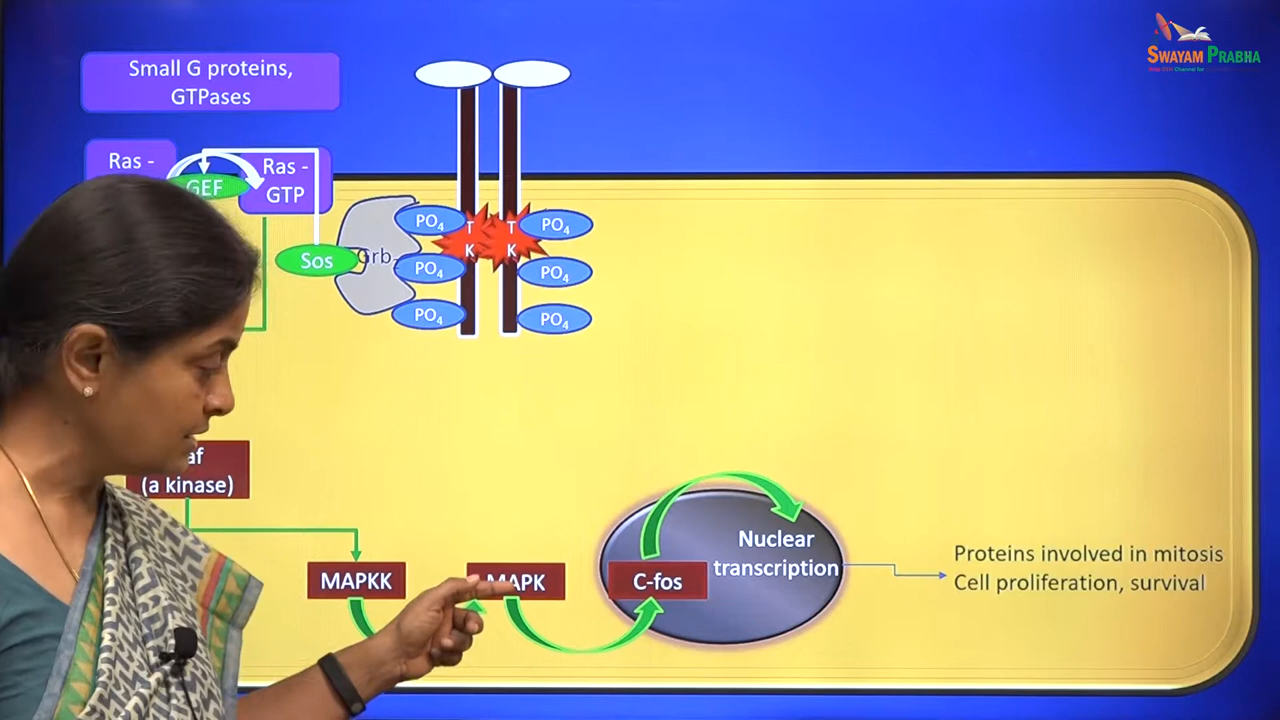 SWAYAM PRABHA
Small G proteins,
GTPases
Ras -
Ras -
GTP
GEF
Sos
PO4
PO4
PO4
T
K
T
K
PO4
PO4
PO4
(a kinase)
MAPKK
MAPK
C-fos
Nuclear
transcription
Proteins involved in mitosis
Cell proliferation, survival